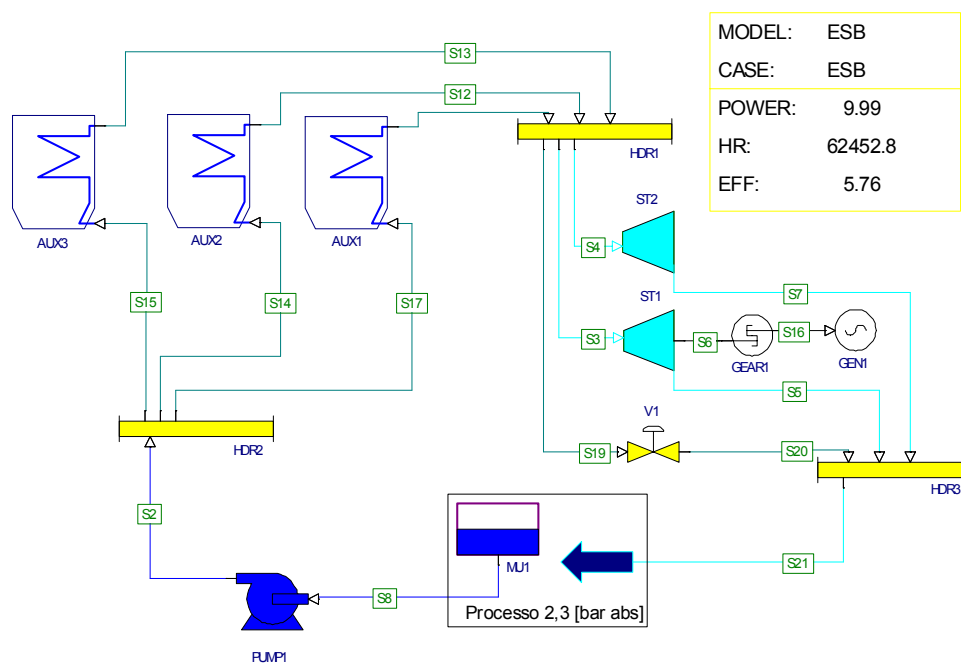 MODEL: ESB
CASE: ESB
POWER: 9.99
HR: 62452.8
EFF: 5.76
S13
S12
HDR1
AUX3
AUX2
AUX1
ST2
S4
S15
S14
S17
S7
ST1
S3
S6
S16
GEAR1
GEN1
S5
V1
HDR2
S19
S20
HDR3
S2
MU1
S21
S8
Processo 2,3 [bar abs]
PUMP1